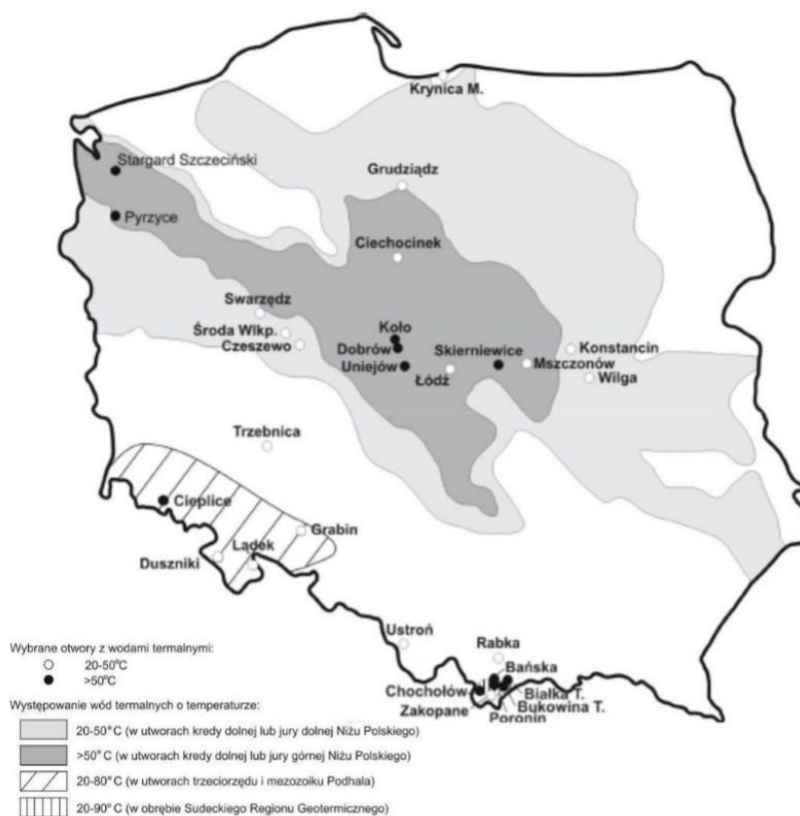 Krynica M.
Stargard Szczeciński
Grudziądz
Pyrzyce
Ciechocinek
Swarzędz
Środa Wlkp.
Czeszewo
Koło
Dobrów
Uniejów
Łódź
Skierniewice
Mszczonów
Konstancin
Wilga
Trzebnica
Cieplice
Grabin
Lądek
Duszniki
Ustroń
Rabka
Bańska
Chochołów
Białka T.
Zakopane
Bukowina T.
Poronin
Wybrane otwory z wodami termalnymi:
20-50°C
>50°C
Występowanie wód termalnych o temperaturze:
20-50°C (w utworach kredy dolnej lub jury dolnej Niżu Polskiego)
>50°C (w utworach kredy dolnej lub jury górnej Niżu Polskiego)
20-80°C (w utworach trzeciorzędu i mezozoiku Podhala)
20-90°C (w obrębie Sudeckiego Regionu Geotermicznego)